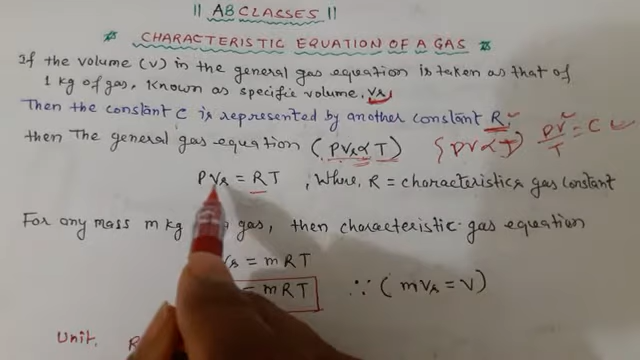 || AB CLASSES ||
CHARACTERISTIC EQUATION OF A GAS
If the volume (v) in the general gas equation is taken as that of
1 kg of gas, known as specific volume, vs
Then the constant C is represented by another constant R.
then The general gas equation (PVs ∝ T) (PV ∝ T) PV/T = C
PVs = RT , Where, R = characteristics gas constant
For any mass m kg gas, then characteristic gas equation
Vs = mRT
= mRT ∵ (mVs = V)
Unit.